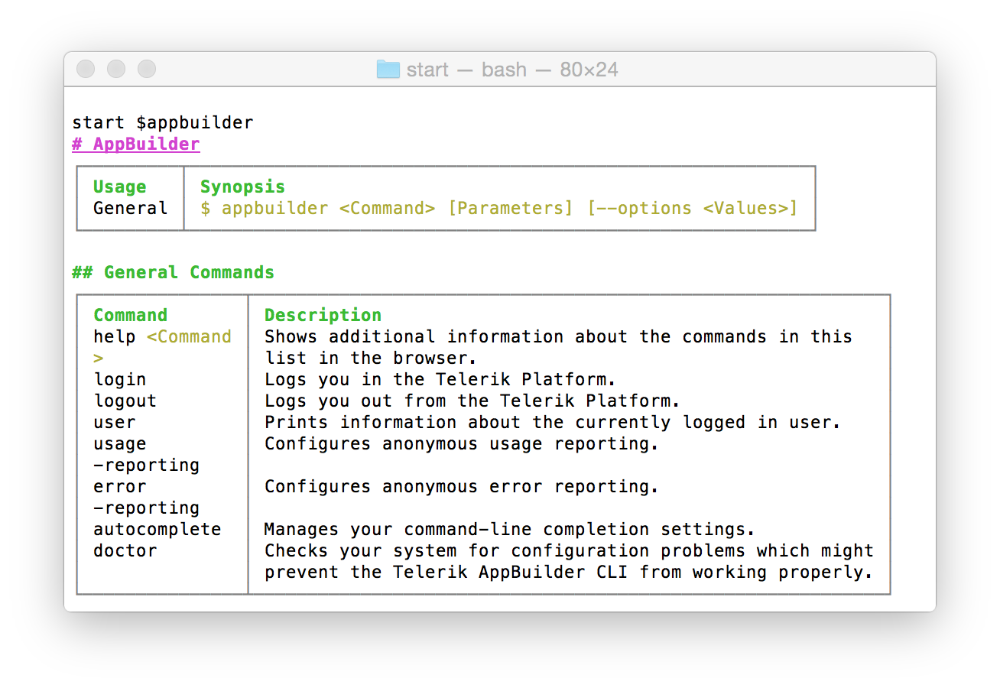 start — bash — 80×24
start $appbuilder
# AppBuilder
Usage Synopsis
General $ appbuilder <Command> [Parameters] [--options <Values>]
## General Commands
Command Description
help <Command Shows additional information about the commands in this
> list in the browser.
login Logs you in the Telerik Platform.
logout Logs you out from the Telerik Platform.
user Prints information about the currently logged in user.
usage Configures anonymous usage reporting.
-reporting
error Configures anonymous error reporting.
-reporting
autocomplete Manages your command-line completion settings.
doctor Checks your system for configuration problems which might
prevent the Telerik AppBuilder CLI from working properly.